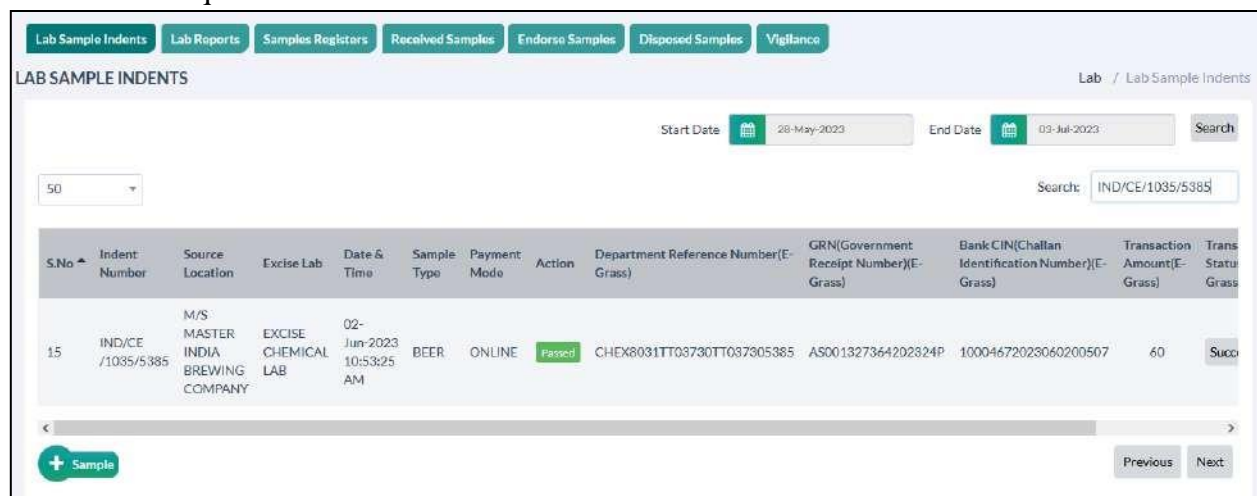 Lab Sample Indents Lab Reports Samples Registers Received Samples Endorse Samples Disposed Samples Vigilance
LAB SAMPLE INDENTS Lab / Lab Sample Indents
Start Date 28-May-2023 End Date 03-Jul-2023 Search
50 Search: IND/CE/1035/5385
S.No Indent Number Source Location Excise Lab Date & Time Sample Type Payment Mode Action Department Reference Number(E-Grass) GRN(Government Receipt Number)(E-Grass) Bank CIN(Challan Identification Number)(E-Grass) Transaction Amount(E-Grass) Trans Statu Grass
15 IND/CE/1035/5385 M/S MASTER INDIA BREWING COMPANY EXCISE CHEMICAL LAB 02-Jun-2023 10:53:25 AM BEER ONLINE Passed CHEX8031TT03730TT037305385 AS001327364202324P 10004672023060200507 60 Succ
+ Sample Previous Next